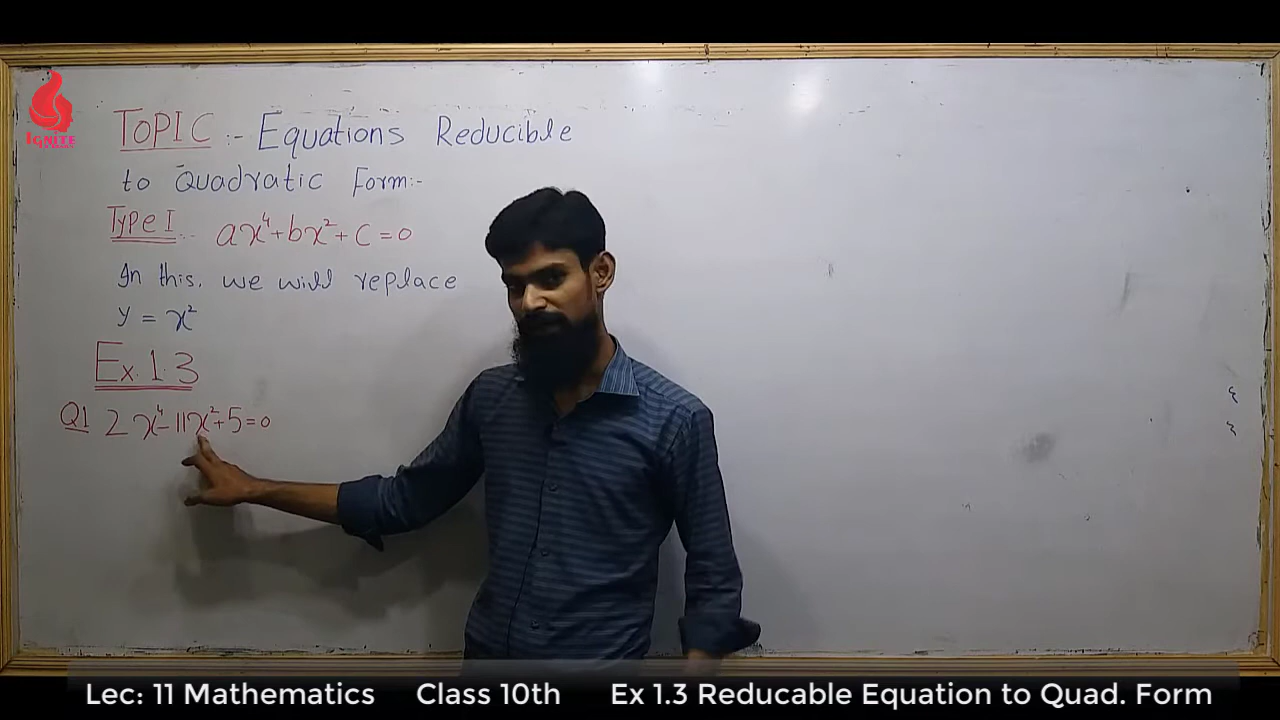 IGNITE
TOPIC :- Equations Reducible
to Quadratic Form:-
Type I :- ax⁴+bx²+c=0
In this, we will replace
y = x²
Ex. 1.3
Q1 2x⁴-11x²+5=0
Lec: 11 Mathematics Class 10th Ex 1.3 Reducable Equation to Quad. Form